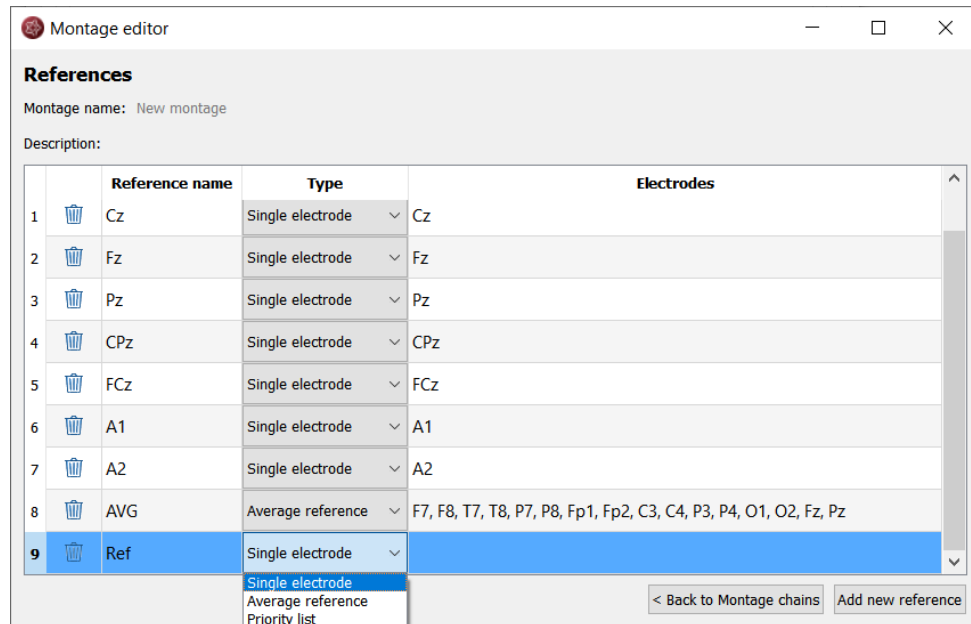 Montage editor
References
Montage name: New montage
Description:
Reference name Type Electrodes
1 Cz Single electrode Cz
2 Fz Single electrode Fz
3 Pz Single electrode Pz
4 CPz Single electrode CPz
5 FCz Single electrode FCz
6 A1 Single electrode A1
7 A2 Single electrode A2
8 AVG Average reference F7, F8, T7, T8, P7, P8, Fp1, Fp2, C3, C4, P3, P4, O1, O2, Fz, Pz
9 Ref Single electrode
Single electrode
Average reference
Priority list
< Back to Montage chains Add new reference